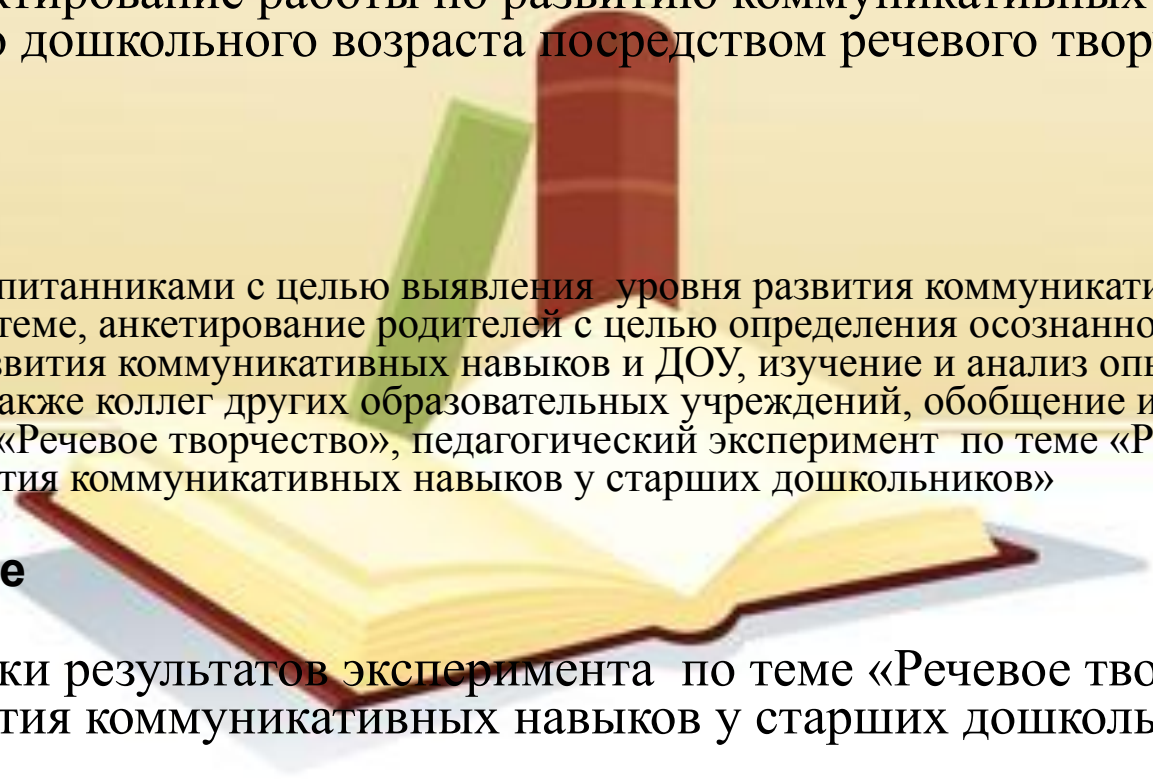 ктирование работы по развитию коммуникативных
о дошкольного возраста посредством речевого твор
питанниками с целью выявления уровня развития коммуникати
теме, анкетирование родителей с целью определения осознанно
звития коммуникативных навыков и ДОУ, изучение и анализ опы
акже коллег других образовательных учреждений, обобщение и
«Речевое творчество», педагогический эксперимент по теме «Р
тия коммуникативных навыков у старших дошкольников»
е
ки результатов эксперимента по теме «Речевое тво
тия коммуникативных навыков у старших дошколь